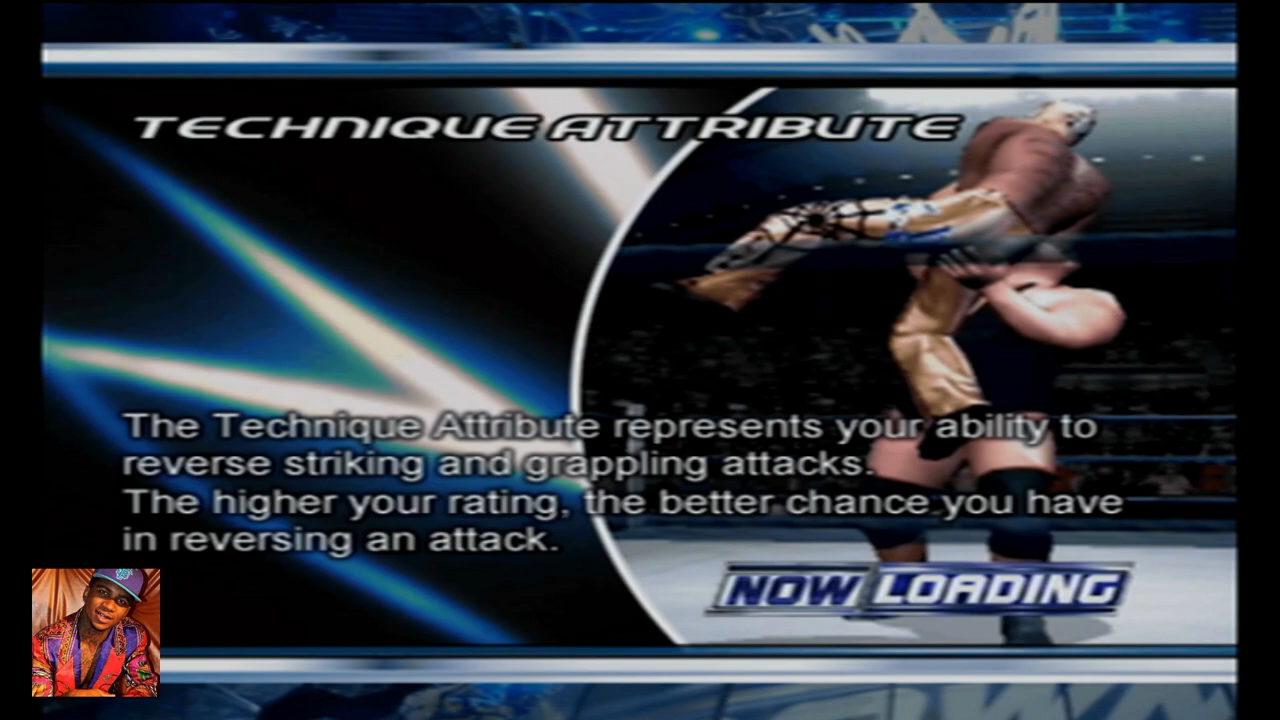 TECHNIQUE ATTRIBUTE
The Technique Attribute represents your ability to
reverse striking and grappling attacks.
The higher your rating, the better chance you have
in reversing an attack.
NOW LOADING